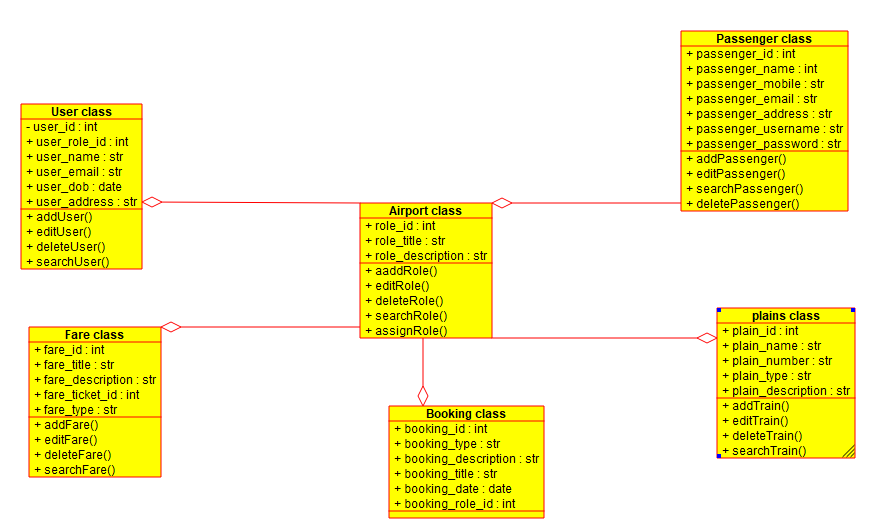 Passenger class
+ passenger_id : int
+ passenger_name : int
+ passenger_mobile : str
+ passenger_email : str
+ passenger_address : str
+ passenger_username : str
+ passenger_password : str
+ addPassenger()
+ editPassenger()
+ searchPassenger()
+ deletePassenger()
User class
- user_id : int
+ user_role_id : int
+ user_name : str
+ user_email : str
+ user_dob : date
+ user_address : str
+ addUser()
+ editUser()
+ deleteUser()
+ searchUser()
Airport class
+ role_id : int
+ role_title : str
+ role_description : str
+ aaddRole()
+ editRole()
+ deleteRole()
+ searchRole()
+ assignRole()
plains class
+ plain_id : int
+ plain_name : str
+ plain_number : str
+ plain_type : str
+ plain_description : str
+ addTrain()
+ editTrain()
+ deleteTrain()
+ searchTrain()
Fare class
+ fare_id : int
+ fare_title : str
+ fare_description : str
+ fare_ticket_id : int
+ fare_type : str
+ addFare()
+ editFare()
+ deleteFare()
+ searchFare()
Booking class
+ booking_id : int
+ booking_type : str
+ booking_description : str
+ booking_title : str
+ booking_date : date
+ booking_role_id : int